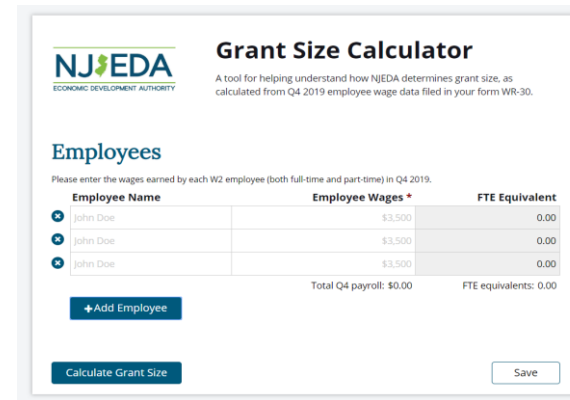 NJEDA
ECONOMIC DEVELOPMENT AUTHORITY
Grant Size Calculator
A tool for helping understand how NJEDA determines grant size, as
calculated from Q4 2019 employee wage data filed in your form WR-30.
Employees
Please enter the wages earned by each W2 employee (both full-time and part-time) in Q4 2019.
Employee Name Employee Wages * FTE Equivalent
John Doe $3,500 0.00
John Doe $3,500 0.00
John Doe $3,500 0.00
Total Q4 payroll: $0.00 FTE equivalents: 0.00
+Add Employee
Calculate Grant Size Save